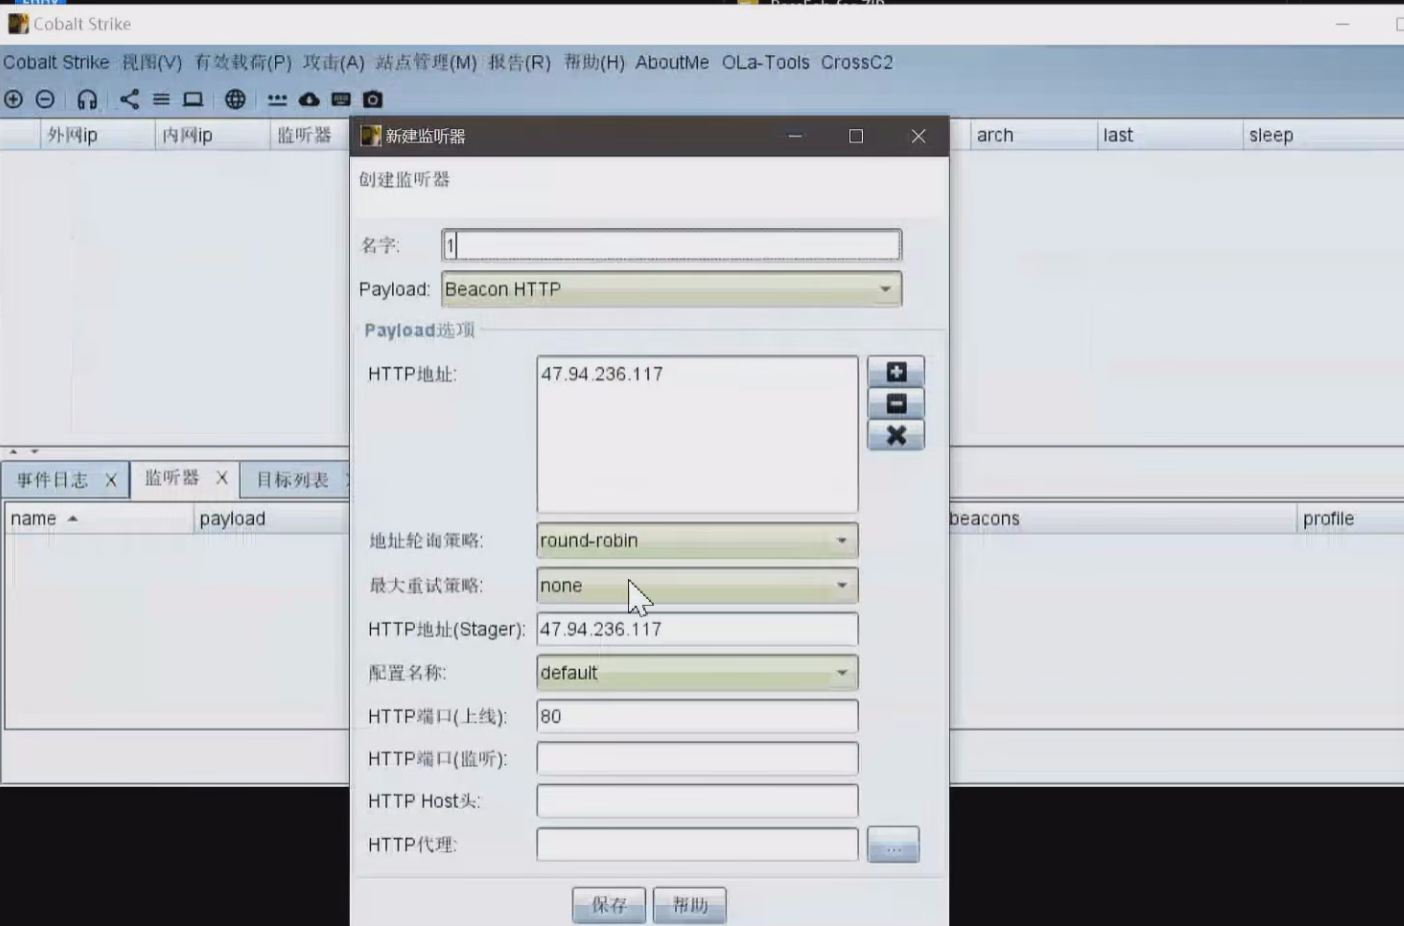 Cobalt Strike
Cobalt Strike 视图(V) 有效载荷(P) 攻击(A) 站点管理(M) 报告(R) 帮助(H) AboutMe OLa-Tools CrossC2
外网ip 内网ip 监听器 arch last sleep
新建监听器
创建监听器
名字: 1
Payload: Beacon HTTP
Payload选项
HTTP地址: 47.94.236.117
事件日志 X 监听器 X 目标列表
name payload beacons profile
地址轮询策略: round-robin
最大重试策略: none
HTTP地址(Stager): 47.94.236.117
配置名称: default
HTTP端口(上线): 80
HTTP端口(监听):
HTTP Host头:
HTTP代理: ...
保存 帮助